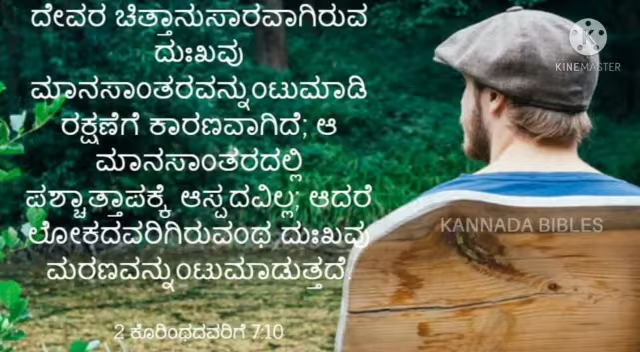 ದೇವರ ಚಿತ್ತಾನುಸಾರವಾಗಿರುವ
ದುಃಖವು
ಮಾನಸಾಂತರವನ್ನುಂಟುಮಾಡಿ
ರಕ್ಷಣೆಗೆ ಕಾರಣವಾಗಿದೆ; ಆ
ಮಾನಸಾಂತರದಲ್ಲಿ
ಪಶ್ಚಾತ್ತಾಪಕ್ಕೆ ಆಸ್ಪದವಿಲ್ಲ; ಆದರೆ
ಲೋಕದವರಿಗಿರುವಂಥ ದುಃಖವು
ಮರಣವನ್ನುಂಟುಮಾಡುತ್ತದೆ.
2 ಕೊರಿಂಥದವರಿಗೆ 7:10
KINEMASTER
KANNADA BIBLES